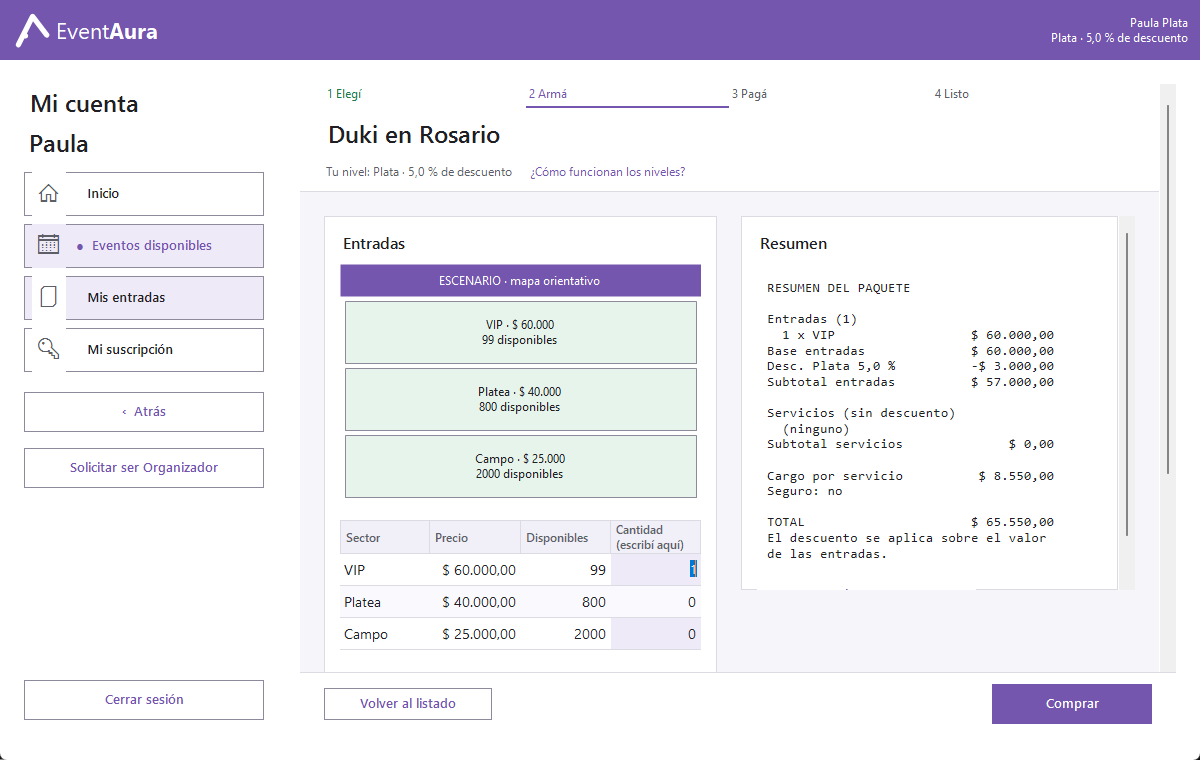 EventAura
Paula Plata
Plata · 5,0 % de descuento
Mi cuenta
Paula
Inicio
Eventos disponibles
Mis entradas
Mi suscripción
‹ Atrás
Solicitar ser Organizador
Cerrar sesión
1 Elegí
2 Armá
3 Pagá
4 Listo
Duki en Rosario
Tu nivel: Plata · 5,0 % de descuento
¿Cómo funcionan los niveles?
Entradas
ESCENARIO · mapa orientativo
VIP · $ 60.000
99 disponibles
Platea · $ 40.000
800 disponibles
Campo · $ 25.000
2000 disponibles
Sector Precio Disponibles Cantidad (escribí aquí)
VIP $ 60.000,00 99 1
Platea $ 40.000,00 800 0
Campo $ 25.000,00 2000 0
Resumen
RESUMEN DEL PAQUETE
Entradas (1)
1 x VIP $ 60.000,00
Base entradas $ 60.000,00
Desc. Plata 5,0 % -$ 3.000,00
Subtotal entradas $ 57.000,00
Servicios (sin descuento)
(ninguno)
Subtotal servicios $ 0,00
Cargo por servicio $ 8.550,00
Seguro: no
TOTAL $ 65.550,00
El descuento se aplica sobre el valor
de las entradas.
Volver al listado
Comprar